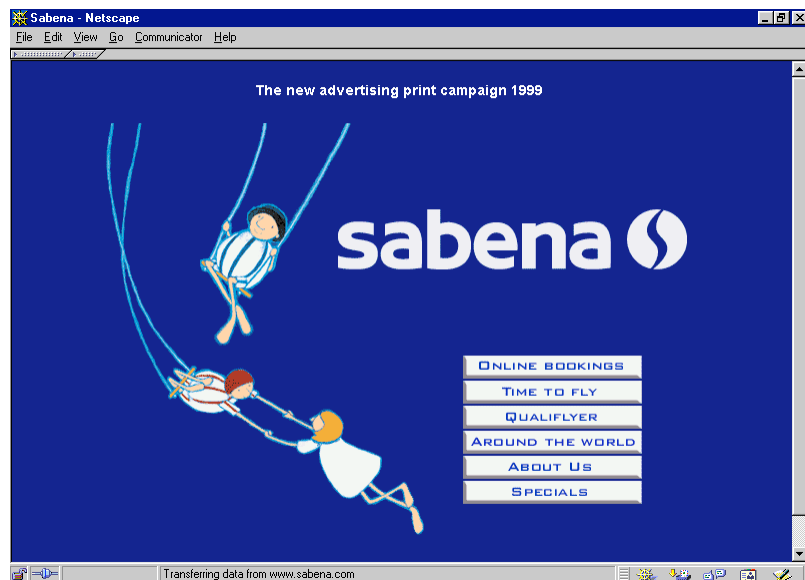 Sabena - Netscape
File Edit View Go Communicator Help
The new advertising print campaign 1999
sabena
ONLINE BOOKINGS
TIME TO FLY
QUALIFLYER
AROUND THE WORLD
ABOUT US
SPECIALS
Transferring data from www.sabena.com